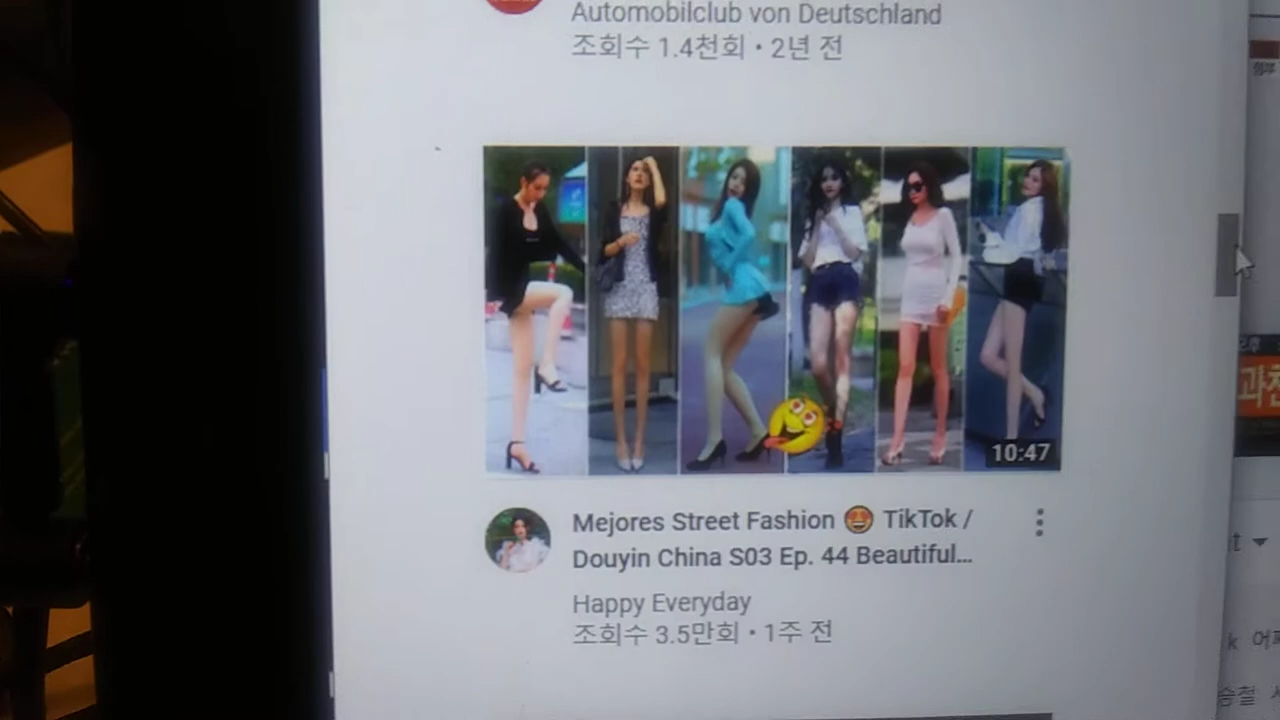 Automobilclub von Deutschland
조회수 1.4천회 • 2년 전
10:47
Mejores Street Fashion 🤩 TikTok /
Douyin China S03 Ep. 44 Beautiful...
Happy Everyday
조회수 3.5만회 • 1주 전